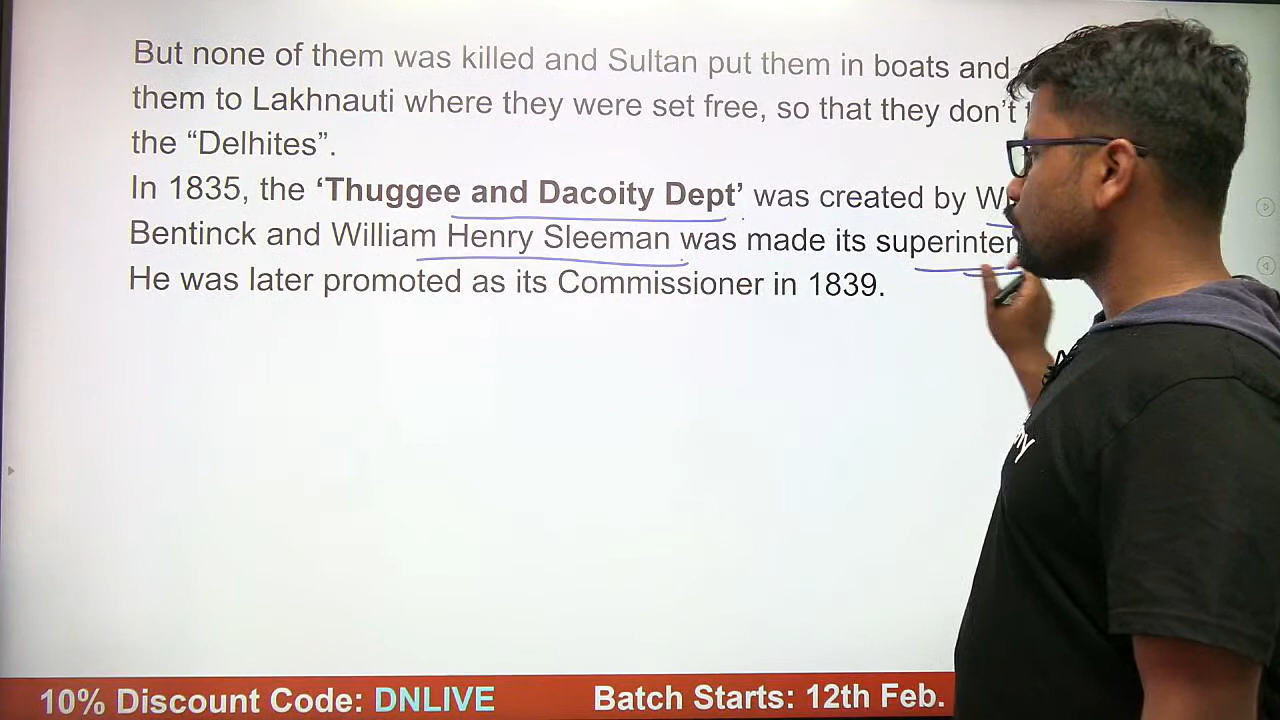 But none of them was killed and Sultan put them in boats and
them to Lakhnauti where they were set free, so that they don't
the “Delhites”.
In 1835, the ‘Thuggee and Dacoity Dept’ was created by
Bentinck and William Henry Sleeman was made its
He was later promoted as its Commissioner in 1839.
10% Discount Code: DNLIVE Batch Starts: 12th Feb.